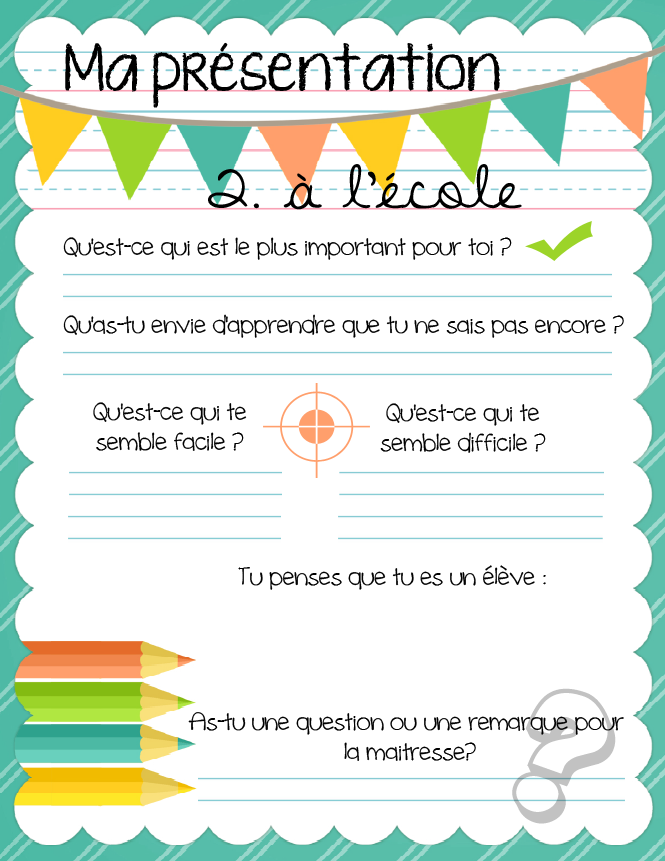 Ma présentation
2. à l'école
Qu'est-ce qui est le plus important pour toi ?
Qu'as-tu envie d'apprendre que tu ne sais pas encore ?
Qu'est-ce qui te
semble facile ?
Qu'est-ce qui te
semble difficile ?
Tu penses que tu es un élève :
As-tu une question ou une remarque pour
la maitresse?
?